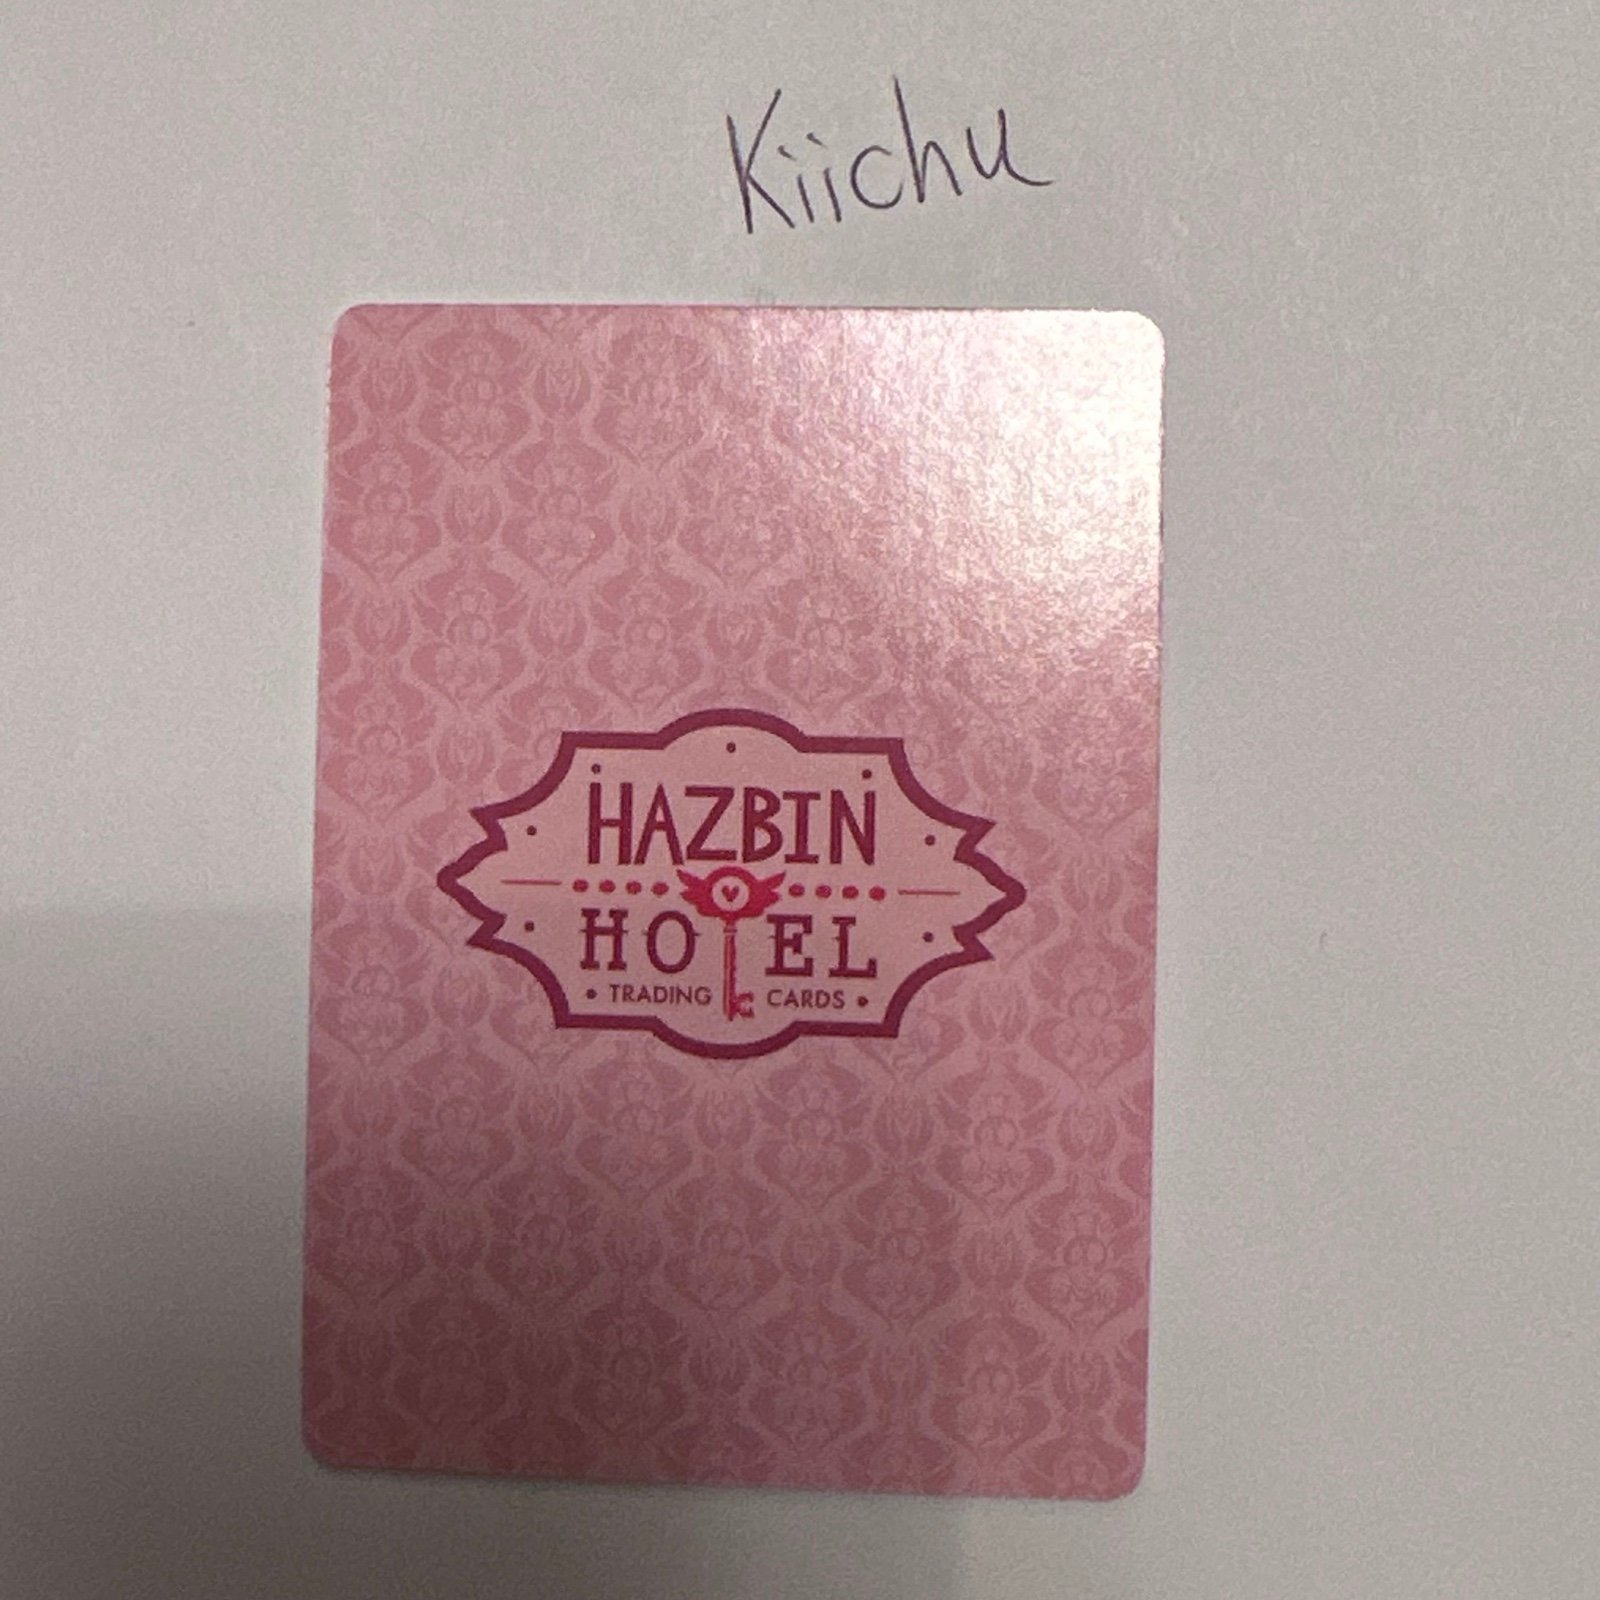 Kiichu
HAZBIN
HOTEL
• TRADING CARDS •